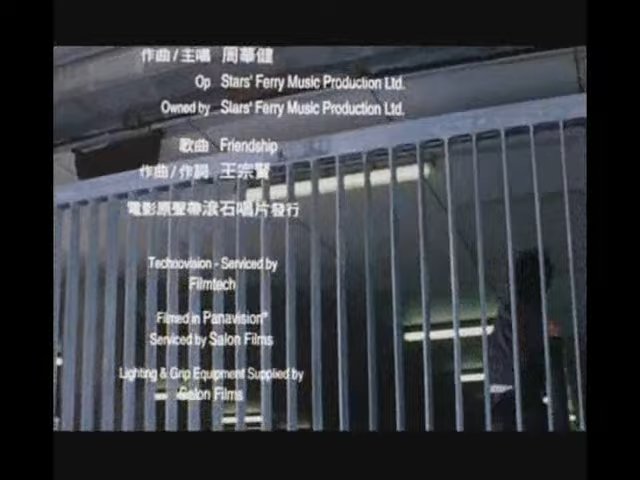 作曲 / 主唱 周華健
Op Stars' Ferry Music Production Ltd.
Owned by Stars' Ferry Music Production Ltd.
歌曲 Friendship
作曲 / 作詞 王宗賢
電影原聲帶滾石唱片發行
Technovision - Serviced by
Filmtech
Filmed in Panavision®
Serviced by Salon Films
Lighting & Grip Equipment Supplied by
Salon Films